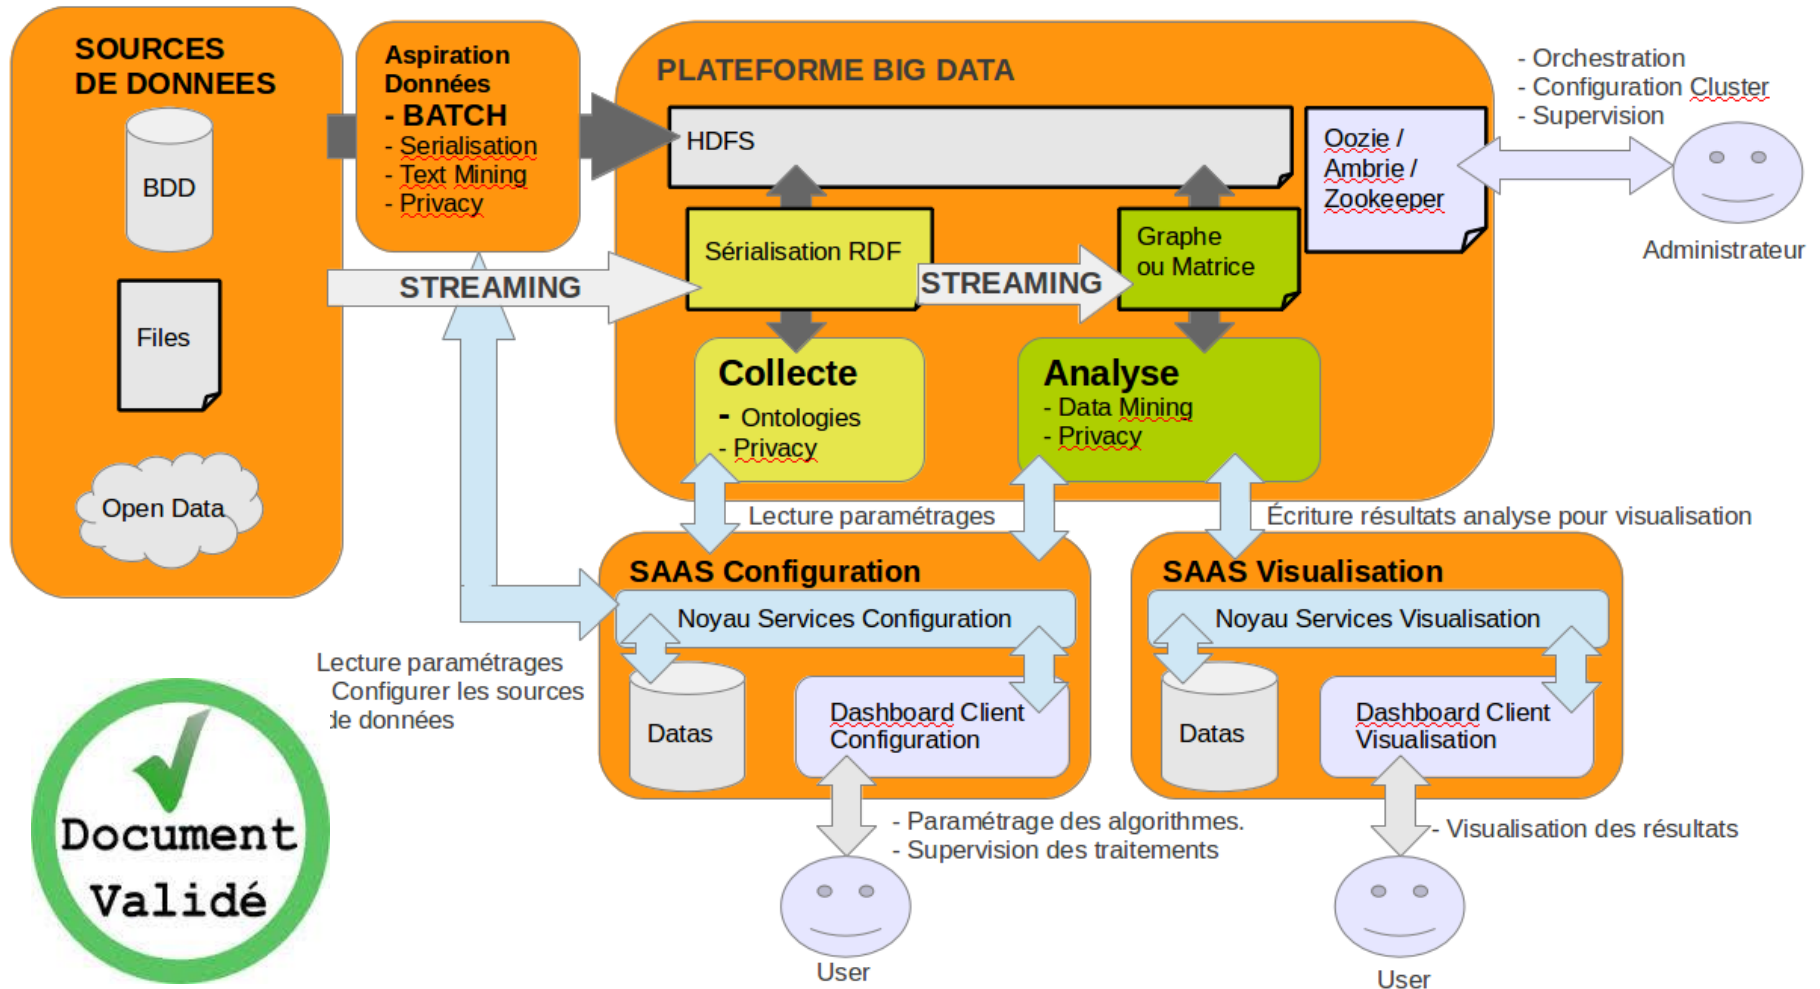 SOURCES
DE DONNEES
BDD
Files
Open Data
Aspiration
Données
- BATCH
- Serialisation
- Text Mining
- Privacy
STREAMING
PLATEFORME BIG DATA
HDFS
Oozie /
Ambrie /
Zookeeper
Sérialisation RDF
STREAMING
Graphe
ou Matrice
Collecte
- Ontologies
- Privacy
Analyse
- Data Mining
- Privacy
- Orchestration
- Configuration Cluster
- Supervision
Administrateur
Lecture paramétrages
Écriture résultats analyse pour visualisation
SAAS Configuration
Noyau Services Configuration
Datas
Dashboard Client
Configuration
SAAS Visualisation
Noyau Services Visualisation
Datas
Dashboard Client
Visualisation
Lecture paramétrages
Configurer les sources
de données
- Paramétrage des algorithmes.
- Supervision des traitements
User
- Visualisation des résultats
User
Document
Validé